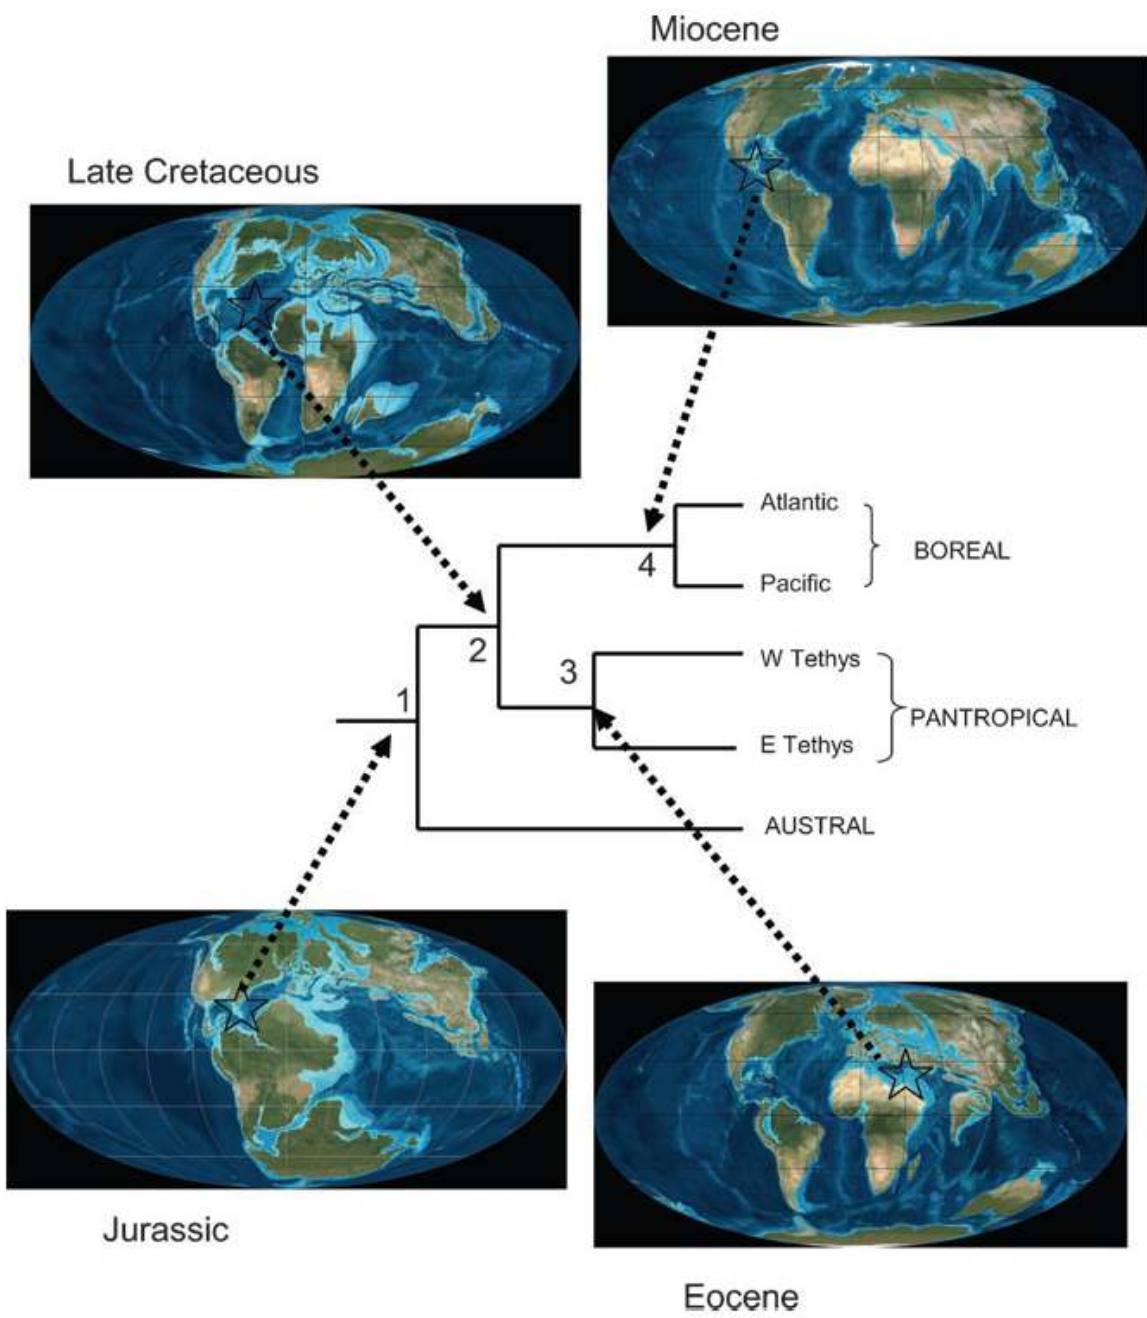 Miocene
Late Cretaceous
Atlantic
BOREAL
4
Pacific
2
3
W Tethys
1
PANTROPICAL
E Tethys
AUSTRAL
Jurassic
Eocene